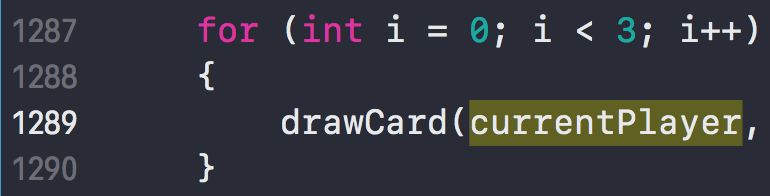 1287 for (int i = 0; i < 3; i++)
1288 {
1289 drawCard(currentPlayer,
1290 }